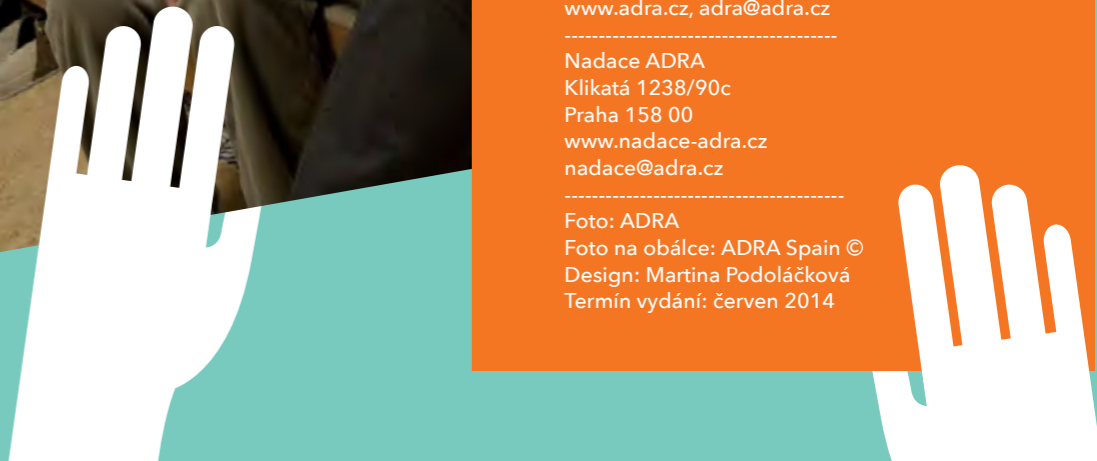 www.adra.cz, adra@adra.cz
----------------------------------------
Nadace ADRA
Klikatá 1238/90c
Praha 158 00
www.nadace-adra.cz
nadace@adra.cz
-----------------------------------------
Foto: ADRA
Foto na obálce: ADRA Spain ©
Design: Martina Podoláčková
Termín vydání: červen 2014